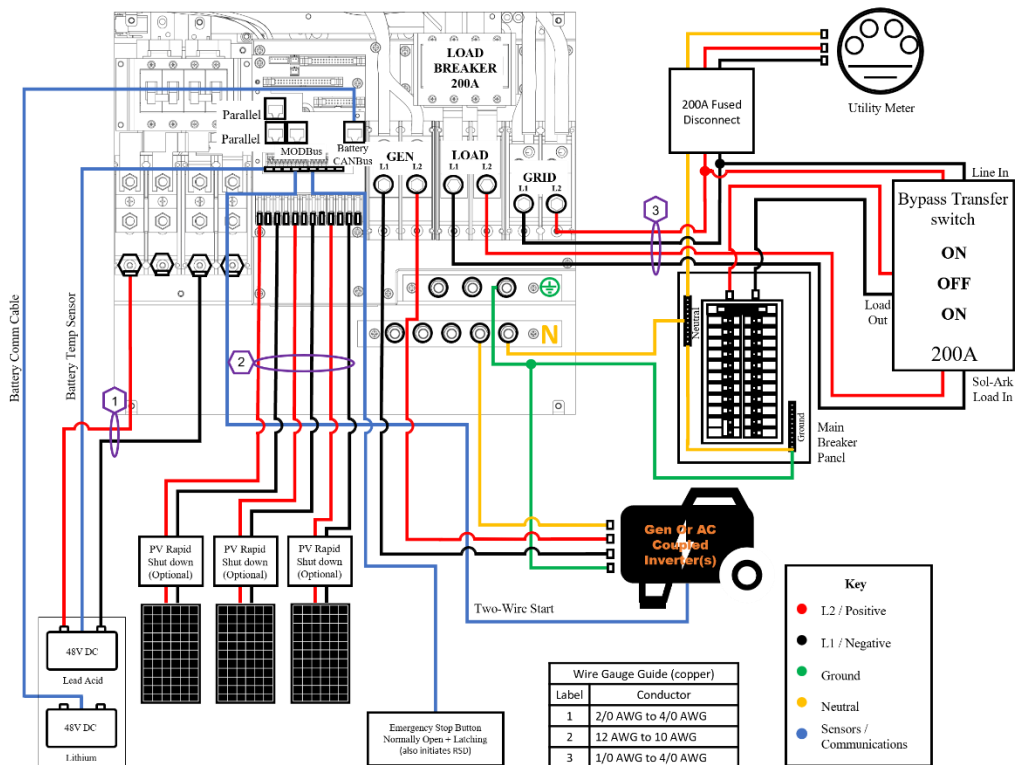 LOAD
BREAKER
200A
Parallel
Parallel
MODBus
Battery
CANBus
GEN
L1 L2
LOAD
L1 L2
GRID
L1 L2
N
200A Fused
Disconnect
Utility Meter
Line In
Bypass Transfer
switch
ON
OFF
ON
200A
Load
Out
Sol-Ark
Load In
3
Neutral
Ground
Main
Breaker
Panel
Battery Comm Cable
Battery Temp Sensor
1
2
PV Rapid
Shut down
(Optional)
PV Rapid
Shut down
(Optional)
PV Rapid
Shut down
(Optional)
Gen Or AC
Coupled
Inverter(s)
Two-Wire Start
48V DC
Lead Acid
48V DC
Lithium
Emergency Stop Button
Normally Open + Latching
(also initiates RSD)
Wire Gauge Guide (copper)
Label Conductor
1 2/0 AWG to 4/0 AWG
2 12 AWG to 10 AWG
3 1/0 AWG to 4/0 AWG
Key
L2 / Positive
L1 / Negative
Ground
Neutral
Sensors /
Communications